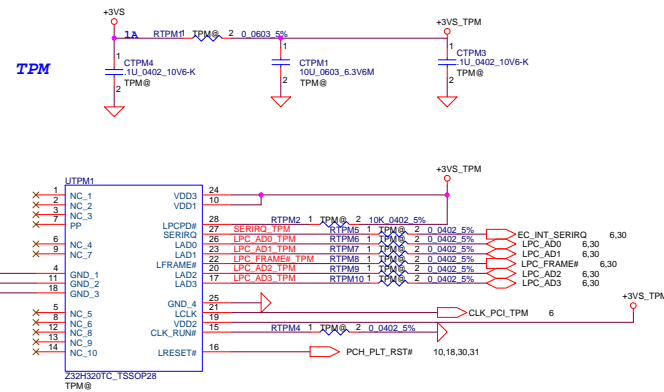 +3VS
+3VS_TPM
1A RTPM1 1 2 0_0603_5%
TPM@
TPM
1 CTPM4
.1U_0402_10V6-K
2 TPM@
1 CTPM1
10U_0603_6.3V6M
2 TPM@
1 CTPM3
.1U_0402_10V6-K
2 TPM@
+3VS_TPM
UTPM1
1 NC_1
2 NC_2
3 NC_3
7 PP
6 NC_4
9 NC_7
4 GND_1
11 GND_2
18 GND_3
5 NC_5
8 NC_6
12 NC_8
13 NC_9
14 NC_10
VDD3 24
VDD1 10
LPCPD# 28 RTPM2 1 TPM@ 2 10K_0402_5%
SERIRQ 27 SERIRQ_TPM RTPM5 1 TPM@ 2 0_0402_5% EC_INT_SERIRQ 6,30
LAD0 26 LPC_AD0_TPM RTPM6 1 TPM@ 2 0_0402_5% LPC_AD0 6,30
LAD1 23 LPC_AD1_TPM RTPM7 1 TPM@ 2 0_0402_5% LPC_AD1 6,30
LFRAME# 22 LPC_FRAME#_TPM RTPM8 1 TPM@ 2 0_0402_5% LPC_FRAME# 6,30
LAD2 20 LPC_AD2_TPM RTPM9 1 TPM@ 2 0_0402_5% LPC_AD2 6,30
LAD3 17 LPC_AD3_TPM RTPM10 1 TPM@ 2 0_0402_5% LPC_AD3 6,30
GND_4 25
LCLK 21 CLK_PCI_TPM 6
VDD2 19 +3VS_TPM
CLK_RUN# 15 RTPM4 1 TPM@ 2 0_0402_5%
LRESET# 16 PCH_PLT_RST# 10,18,30,31
Z32H320TC_TSSOP28
TPM@